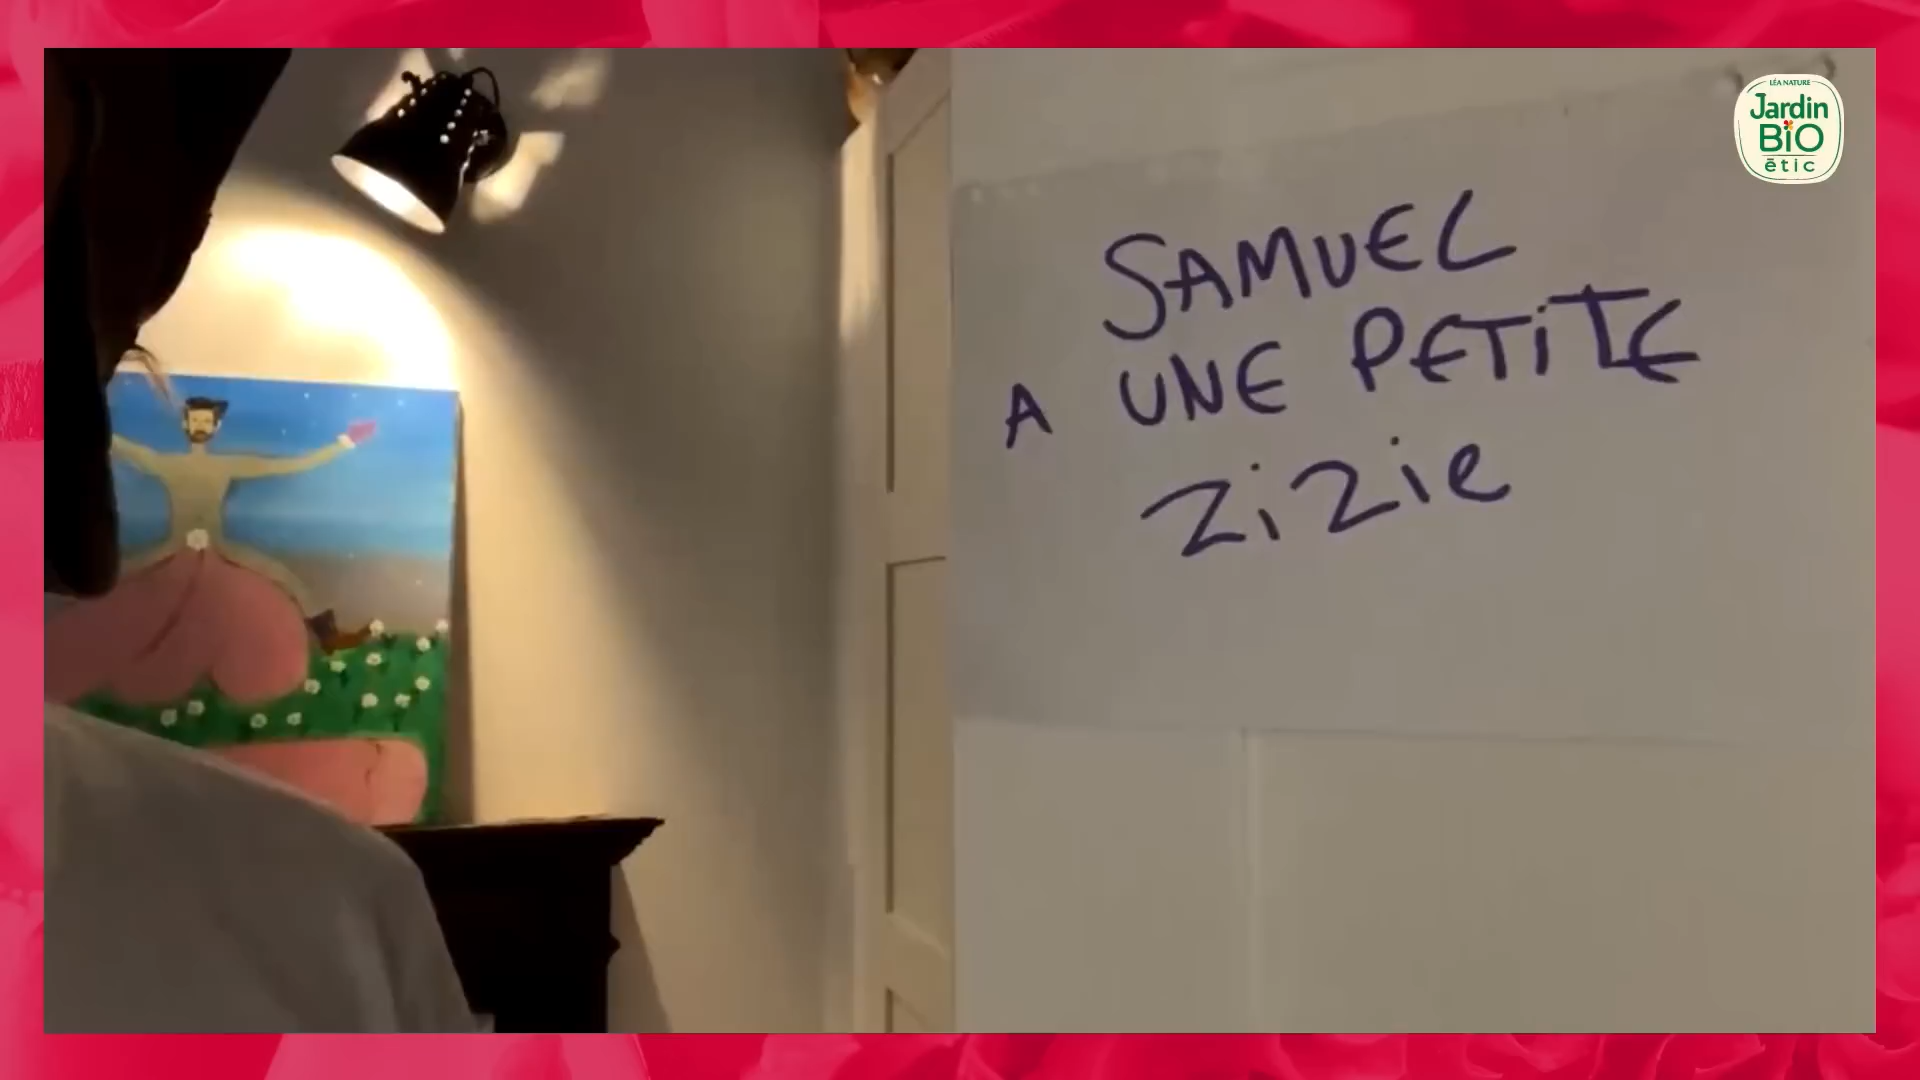 SAMUEL
A UNE PETITE
ZiZie
LÉA NATURE
Jardin
BiO
ētic